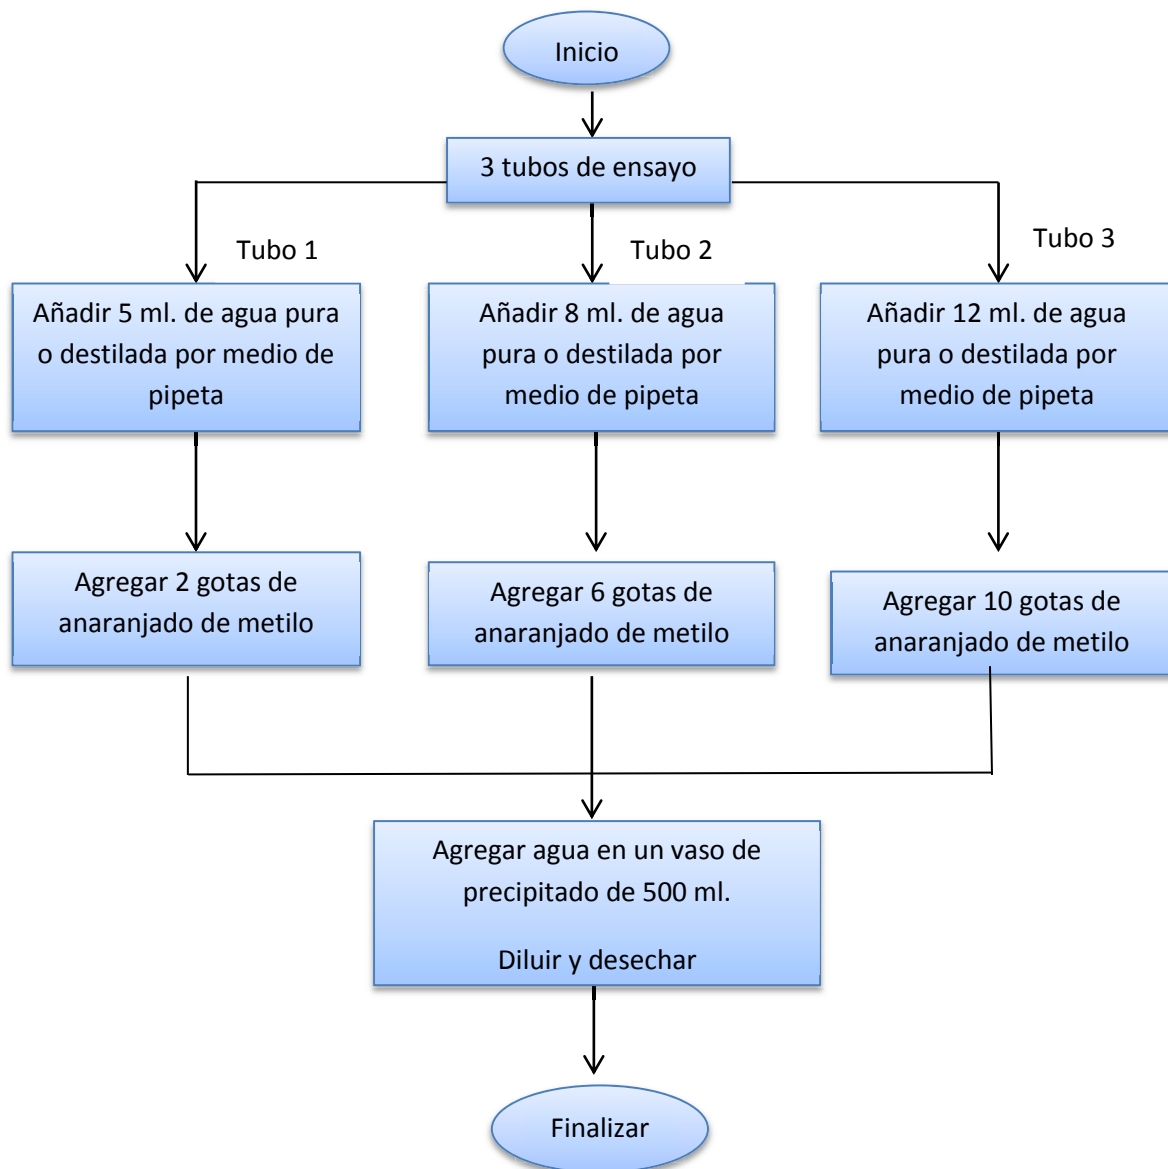 Inicio
3 tubos de ensayo
Tubo 1
Tubo 2
Tubo 3
Añadir 5 ml. de agua pura
o destilada por medio de
pipeta
Añadir 8 ml. de agua
pura o destilada por
medio de pipeta
Añadir 12 ml. de agua
pura o destilada por
medio de pipeta
Agregar 2 gotas de
anaranjado de metilo
Agregar 6 gotas de
anaranjado de metilo
Agregar 10 gotas de
anaranjado de metilo
Agregar agua en un vaso de
precipitado de 500 ml.
Diluir y desechar
Finalizar